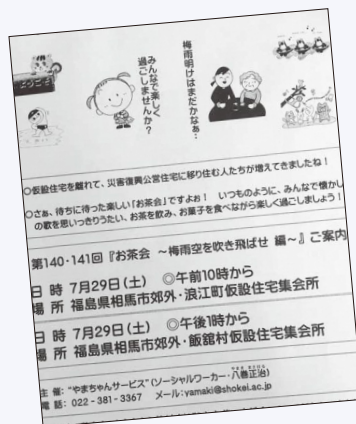 ようこそ
みんなで楽しく
過ごしませんか？
梅雨明けはまだかなぁ・
○仮設住宅を離れて、災害復興公営住宅に移り住む人たちが増えてきましたね！
○さぁ、待ちに待った楽しい「お茶会」ですよぉ！　いつものように、みんなで懐かし
の歌を思いっきりうたい、お茶を飲み、お菓子を食べながら楽しく過ごしましょう！
第140・141回『お茶会　～梅雨空を吹き飛ばせ　編～』ご案内
日　時　7月29日（土）　◎午前10時から
場　所　福島県相馬市郊外・浪江町仮設住宅集会所
日　時　7月29日（土）　◎午後1時から
場　所　福島県相馬市郊外・飯舘村仮設住宅集会所
主　催：“やまちゃんサービス”（ソーシャルワーカー・八巻正治）
電　話：022－381－3367　メール：yamaki@shokei.ac.jp